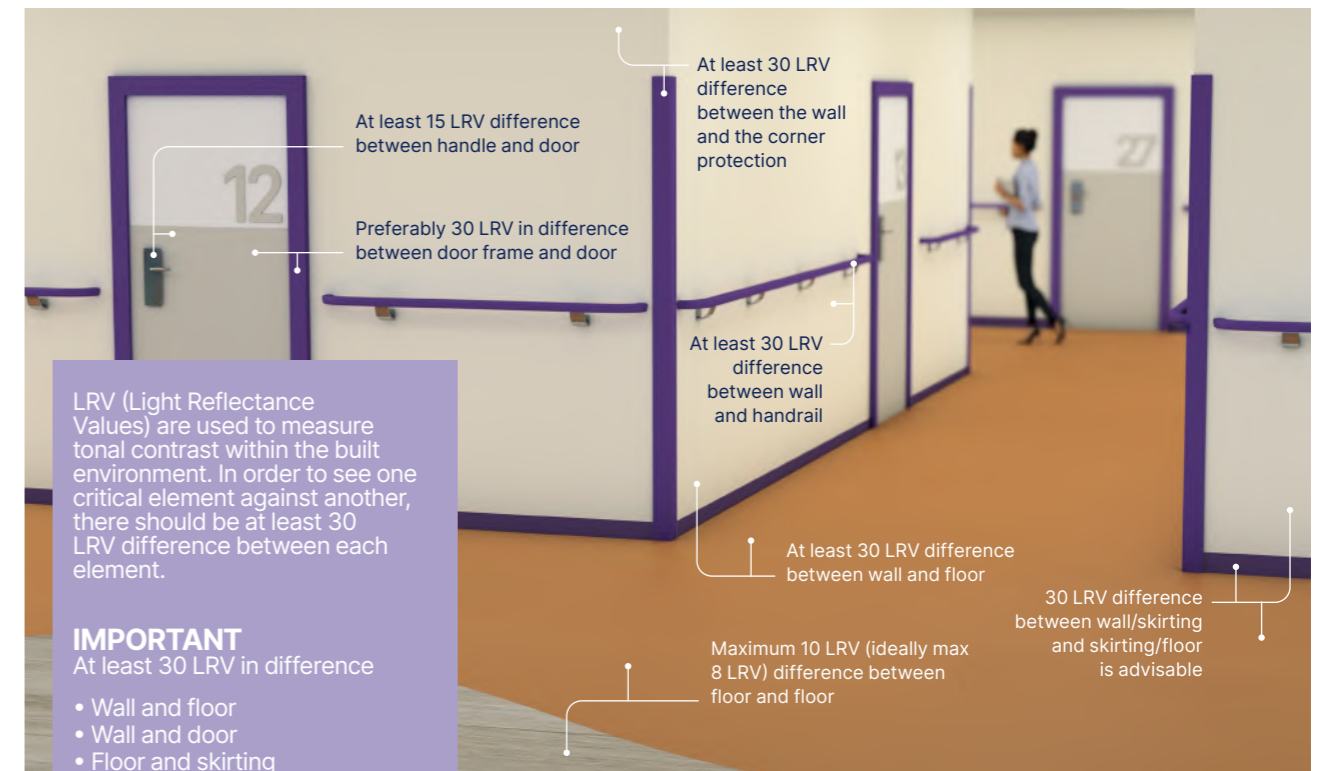 At least 30 LRV
difference
between the wall
and the corner
protection
At least 15 LRV difference
between handle and door
12
27
Preferably 30 LRV in difference
between door frame and door
At least 30 LRV
difference
between wall
and handrail
LRV (Light Reflectance
Values) are used to measure
tonal contrast within the built
environment. In order to see one
critical element against another,
there should be at least 30
LRV difference between each
element.
At least 30 LRV difference
between wall and floor
30 LRV difference
between wall/skirting
and skirting/floor
is advisable
IMPORTANT
At least 30 LRV in difference
Maximum 10 LRV (ideally max
8 LRV) difference between
floor and floor
• Wall and floor
• Wall and door
• Floor and skirting